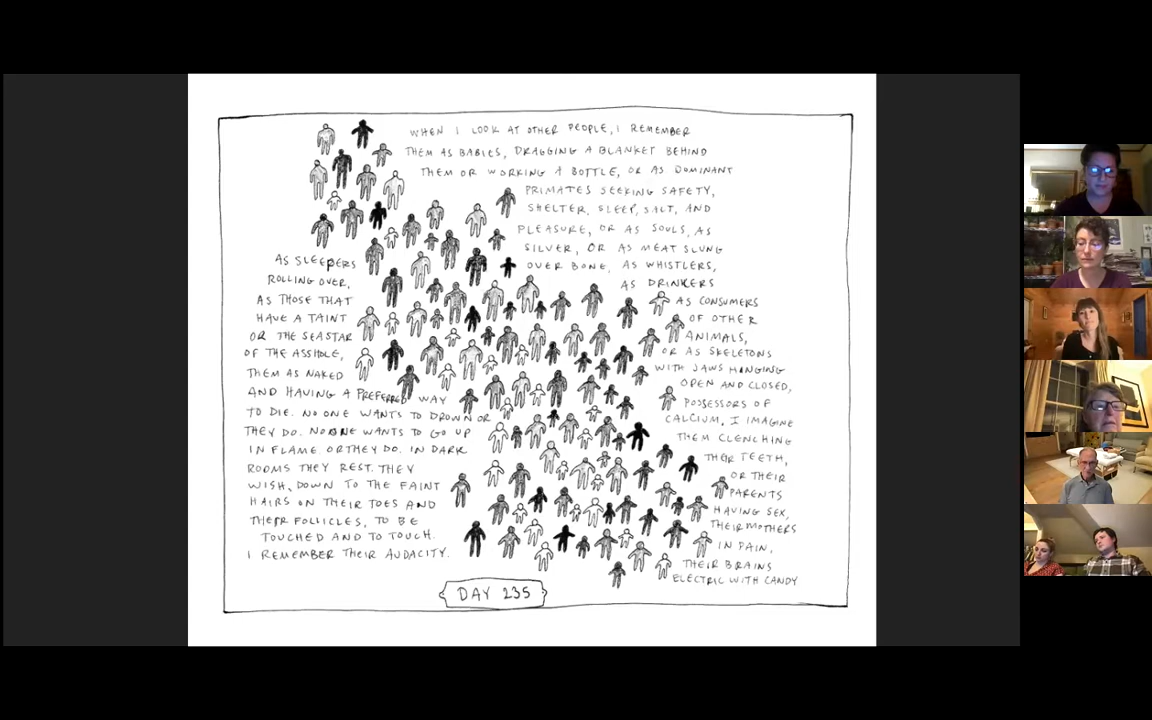 WHEN I LOOK AT OTHER PEOPLE, I REMEMBER
THEM AS BABIES, DRAGGING A BLANKET BEHIND
THEM OR WORKING A BOTTLE, OR AS DOMINANT
PRIMATES SEEKING SAFETY,
SHELTER, SLEEP, SALT, AND
PLEASURE, OR AS SOULS, AS
SILVER, OR AS MEAT SLUNG
OVER BONE, AS WHISTLERS,
AS DRINKERS
AS CONSUMERS
OF OTHER
ANIMALS,
OR AS SKELETONS
WITH JAWS HANGING
OPEN AND CLOSED,
POSSESSORS OF
CALCIUM, I IMAGINE
THEM CLENCHING
THEIR TEETH,
OR THEIR
PARENTS
HAVING SEX,
THEIR MOTHERS
IN PAIN,
THEIR BRAINS
ELECTRIC WITH CANDY
AS SLEEPERS
ROLLING OVER,
AS THOSE THAT
HAVE A TAINT
OR THE SEASTAR
OF THE ASSHOLE,
THEM AS NAKED
AND HAVING A PREFERRED WAY
TO DIE. NO ONE WANTS TO DROWN OR
THEY DO. NO ONE WANTS TO GO UP
IN FLAME. OR THEY DO. IN DARK
ROOMS THEY REST. THEY
WISH, DOWN TO THE FAINT
HAIRS ON THEIR TOES AND
THEIR FOLLICLES, TO BE
TOUCHED AND TO TOUCH.
I REMEMBER THEIR AUDACITY.
DAY 235